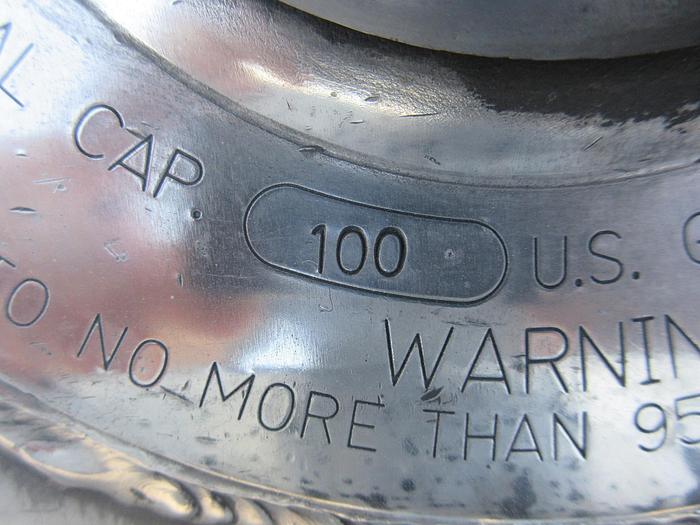 CAP. 100 U.S.
WARNIN
TO NO MORE THAN 95